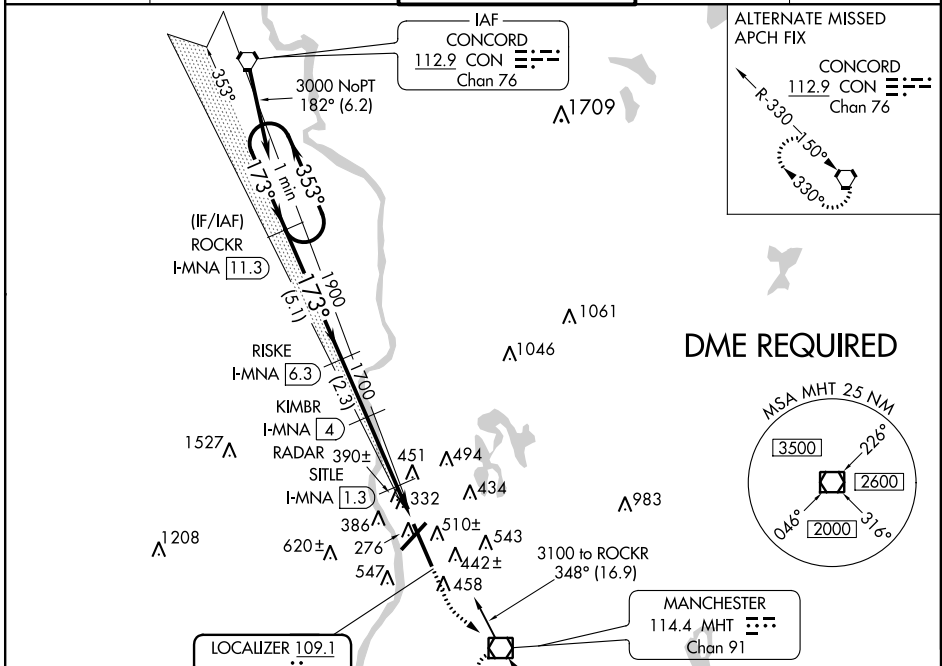 IAF
CONCORD
112.9 CON
Chan 76
3000 NoPT
182° (6.2)
353°
1709
ALTERNATE MISSED
APCH FIX
CONCORD
112.9 CON
Chan 76
R-330
150°
330°
173°
1 min
353°
(IF/IAF)
ROCKR
I-MNA 11.3
173°
1900
(5.1)
1061
1046
DME REQUIRED
RISKE
I-MNA 6.3
1700
(2.3)
KIMBR
I-MNA 4
RADAR
1527
390±
451
494
SITLE
I-MNA 1.3
332
434
983
386
510±
276
543
1208
620±
442±
547
458
3100 to ROCKR
348° (16.9)
MSA MHT 25 NM
3500
226°
2600
046°
2000
316°
MANCHESTER
114.4 MHT
Chan 91
LOCALIZER 109.1